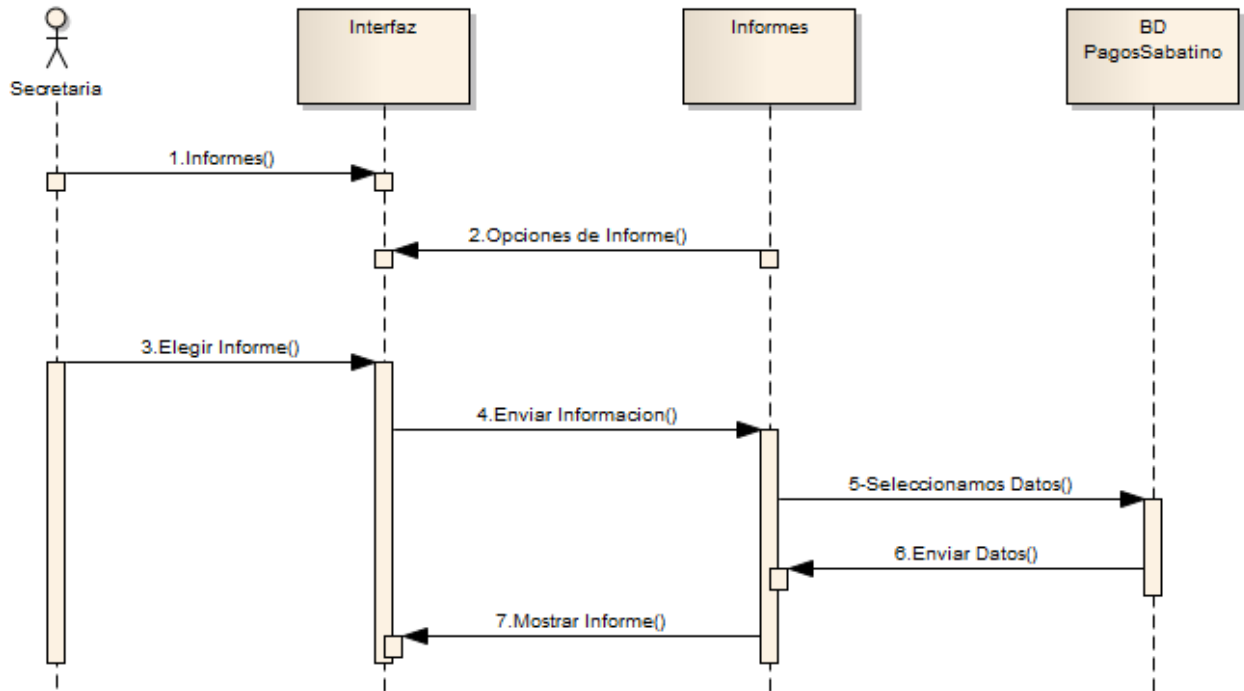 Interfaz
Informes
BD
PagosSabatino
Secretaria
1.Informes()
2.Opciones de Informe()
3.Elegir Informe()
4.Enviar Informacion()
5-Seleccionamos Datos()
6.Enviar Datos()
7.Mostrar Informe()